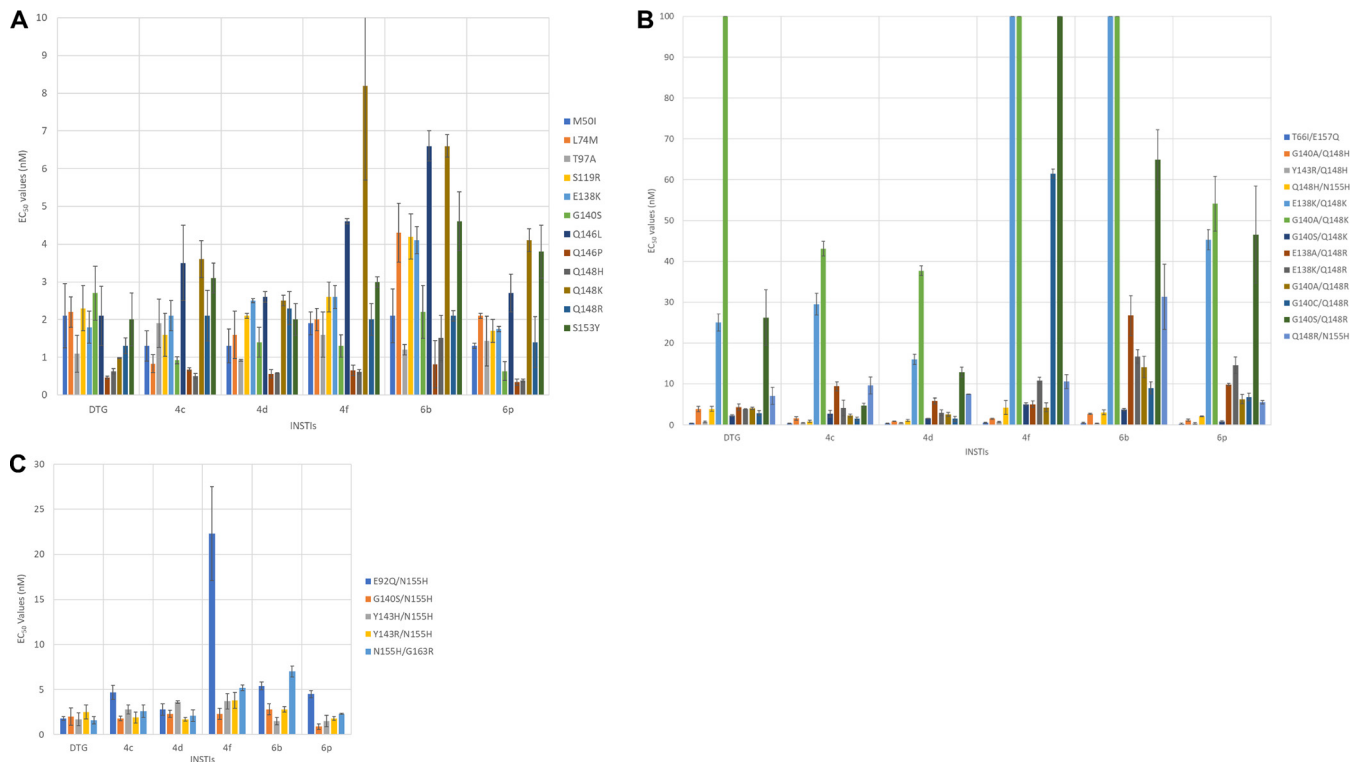 A
10
9
8
7
6
5
4
3
2
1
0
EC50 values (nM)
DTG 4c 4d 4f 6b 6p
INSTIs
M50I
L74M
T97A
S119R
E138K
G140S
Q146L
Q146P
Q148H
Q148K
Q148R
S153Y
B
100
90
80
70
60
50
40
30
20
10
0
EC50 values (nM)
DTG 4c 4d 4f 6b 6p
INSTIs
T66I/E157Q
G140A/Q148H
Y143R/Q148H
Q148H/N155H
E138K/Q148K
G140A/Q148K
G140S/Q148K
E138A/Q148R
E138K/Q148R
G140A/Q148R
G140C/Q148R
G140S/Q148R
Q148R/N155H
C
30
25
20
15
10
5
0
EC50 Values (nM)
DTG 4c 4d 4f 6b 6p
INSTIs
E92Q/N155H
G140S/N155H
Y143H/N155H
Y143R/N155H
N155H/G163R